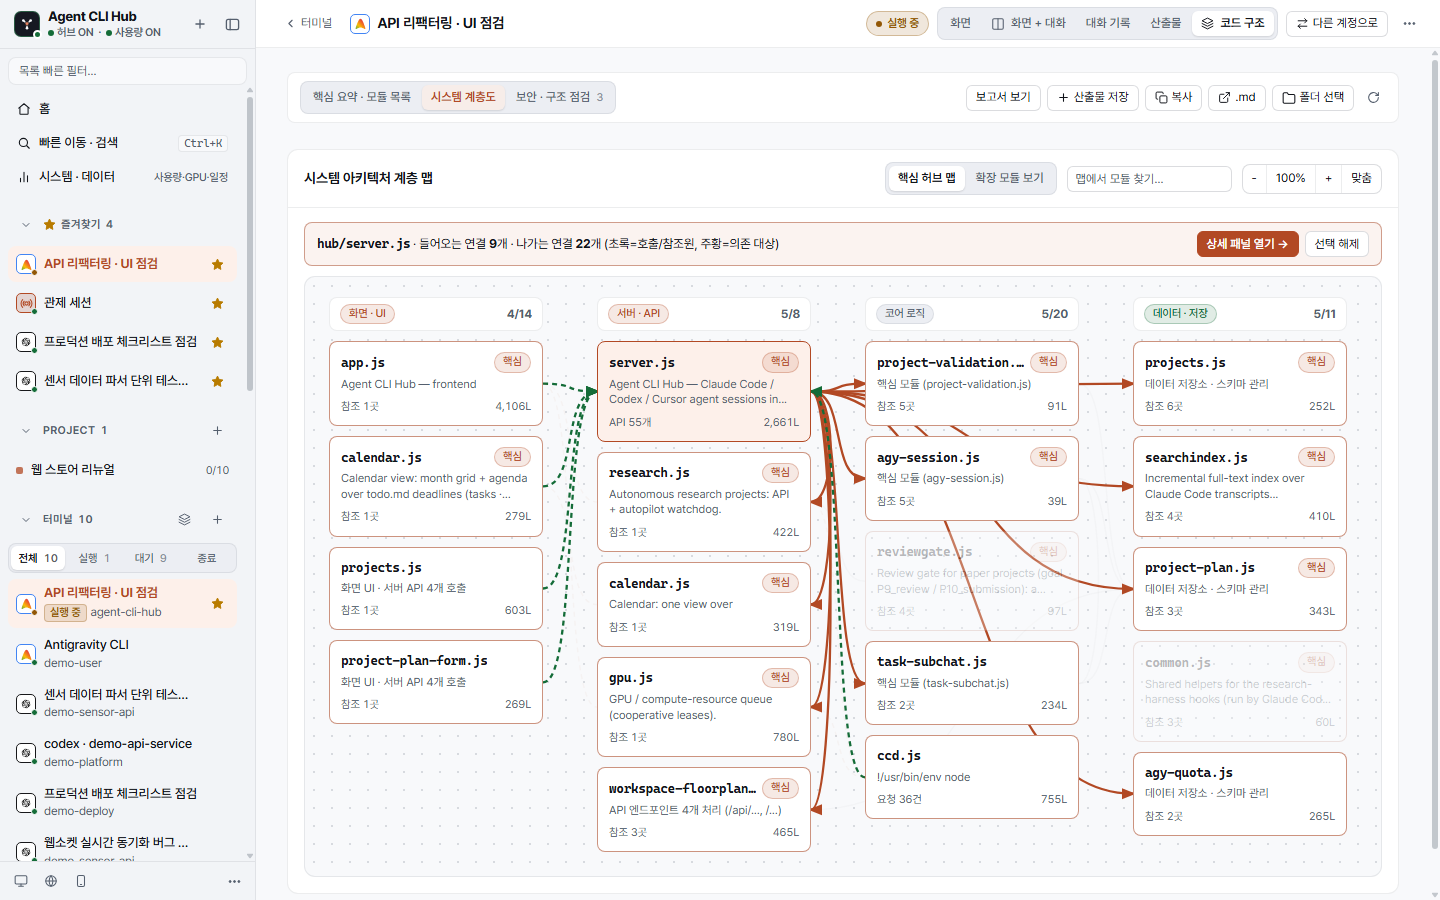 Agent CLI Hub
허브 ON · 사용량 ON
목록 빠른 필터...
홈
빠른 이동 · 검색 Ctrl+K
시스템 · 데이터 사용량·GPU·일정
즐겨찾기 4
API 리팩터링 · UI 점검
관제 세션
프로덕션 배포 체크리스트 점검
센서 데이터 파서 단위 테스...
PROJECT 1
웹 스토어 리뉴얼 0/10
터미널 10
전체 10 실행 1 대기 9 종료
API 리팩터링 · UI 점검
실행 중 agent-cli-hub
Antigravity CLI
demo-user
센서 데이터 파서 단위 테스...
demo-sensor-api
codex · demo-api-service
demo-platform
프로덕션 배포 체크리스트 점검
demo-deploy
웹소켓 실시간 동기화 버그 ...
demo-sensor-api
터미널 API 리팩터링 · UI 점검
실행 중 화면 화면 + 대화 대화 기록 산출물 코드 구조 다른 계정으로
핵심 요약 · 모듈 목록 시스템 계층도 보안 · 구조 점검 3
보고서 보기 산출물 저장 복사 .md 폴더 선택
시스템 아키텍처 계층 맵
핵심 허브 맵 확장 모듈 보기 맵에서 모듈 찾기... - 100% + 맞춤
hub/server.js · 들어오는 연결 9개 · 나가는 연결 22개 (초록=호출/참조원, 주황=의존 대상)
상세 패널 열기 → 선택 해제
화면 · UI 4/14
app.js 핵심
Agent CLI Hub — frontend
참조 1곳 4,106L
calendar.js 핵심
Calendar view: month grid + agenda
over todo.md deadlines (tasks ·...
참조 1곳 279L
projects.js
화면 UI · 서버 API 4개 호출
참조 1곳 603L
project-plan-form.js
화면 UI · 서버 API 4개 호출
참조 1곳 269L
서버 · API 5/8
server.js 핵심
Agent CLI Hub — Claude Code /
Codex / Cursor agent sessions in...
API 55개 2,661L
research.js 핵심
Autonomous research projects: API
+ autopilot watchdog.
참조 1곳 422L
calendar.js 핵심
Calendar: one view over
참조 1곳 319L
gpu.js 핵심
GPU / compute-resource queue
(cooperative leases).
참조 1곳 780L
workspace-floorplan... 핵심
API 엔드포인트 4개 처리 (/api/..., /...)
참조 3곳 465L
코어 로직 5/20
project-validation... 핵심
핵심 모듈 (project-validation.js)
참조 5곳 91L
agy-session.js 핵심
핵심 모듈 (agy-session.js)
참조 5곳 39L
reviewgate.js 핵심
Review gate for paper projects (goal
P9_review / P10_submission): a...
참조 4곳 97L
task-subchat.js 핵심
핵심 모듈 (task-subchat.js)
참조 2곳 234L
ccd.js
!/usr/bin/env node
요청 36건 755L
데이터 · 저장 5/11
projects.js 핵심
데이터 저장소 · 스키마 관리
참조 6곳 252L
searchindex.js 핵심
Incremental full-text index over
Claude Code transcripts...
참조 4곳 410L
project-plan.js 핵심
데이터 저장소 · 스키마 관리
참조 3곳 343L
common.js 핵심
Shared helpers for the research-
harness hooks (run by Claude Cod...
참조 3곳 60L
agy-quota.js
데이터 저장소 · 스키마 관리
참조 2곳 265L